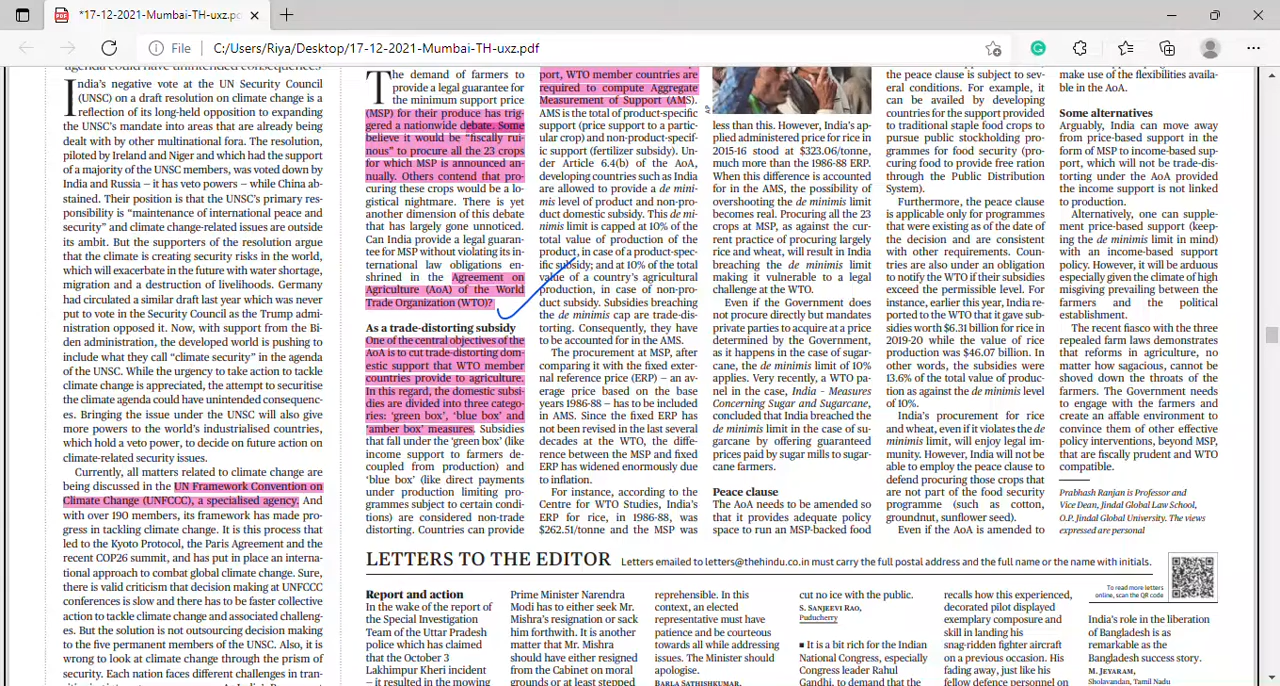 *17-12-2021-Mumbai-TH-uxz.pdf
File
C:/Users/Riya/Desktop/17-12-2021-Mumbai-TH-uxz.pdf
agenda could have unintended consequences
India's negative vote at the UN Security Council
(UNSC) on a draft resolution on climate change is a
reflection of its long-held opposition to expanding
the UNSC's mandate into areas that are already being
dealt with by other multinational fora. The resolution,
piloted by Ireland and Niger and which had the support
of a majority of the UNSC members, was voted down by
India and Russia – it has veto powers – while China ab-
stained. Their position is that the UNSC's primary res-
ponsibility is “maintenance of international peace and
security” and climate change-related issues are outside
its ambit. But the supporters of the resolution argue
that the climate is creating security risks in the world,
which will exacerbate in the future with water shortage,
migration and a destruction of livelihoods. Germany
had circulated a similar draft last year which was never
put to vote in the Security Council as the Trump admi-
nistration opposed it. Now, with support from the Bi-
den administration, the developed world is pushing to
include what they call “climate security” in the agenda
of the UNSC. While the urgency to take action to tackle
climate change is appreciated, the attempt to securitise
the climate agenda could have unintended consequenc-
es. Bringing the issue under the UNSC will also give
more powers to the world's industrialised countries,
which hold a veto power, to decide on future action on
climate-related security issues.
Currently, all matters related to climate change are
being discussed in the UN Framework Convention on
Climate Change (UNFCCC), a specialised agency. And
with over 190 members, its framework has made pro-
gress in tackling climate change. It is this process that
led to the Kyoto Protocol, the Paris Agreement and the
recent COP26 summit, and has put in place an interna-
tional approach to combat global climate change. Sure,
there is valid criticism that decision making at UNFCCC
conferences is slow and there has to be faster collective
action to tackle climate change and associated challeng-
es. But the solution is not outsourcing decision making
to the five permanent members of the UNSC. Also, it is
wrong to look at climate change through the prism of
security. Each nation faces different challenges in tran-
The demand of farmers to
provide a legal guarantee for
the minimum support price
(MSP) for their produce has trig-
gered a nationwide debate. Some
believe it would be “fiscally rui-
nous” to procure all the 23 crops
for which MSP is announced an-
nually. Others contend that pro-
curing these crops would be a lo-
gistical nightmare. There is yet
another dimension of this debate
that has largely gone unnoticed.
Can India provide a legal guaran-
tee for MSP without violating its in-
ternational law obligations en-
shrined in the Agreement on
Agriculture (AoA) of the World
Trade Organization (WTO)?
As a trade-distorting subsidy
One of the central objectives of the
AoA is to cut trade-distorting dom-
estic support that WTO member
countries provide to agriculture.
In this regard, the domestic subsi-
dies are divided into three catego-
ries: ‘green box’, ‘blue box’ and
‘amber box’ measures. Subsidies
that fall under the ‘green box’ (like
income support to farmers de-
coupled from production) and
‘blue box’ (like direct payments
under production limiting pro-
grammes subject to certain condi-
tions) are considered non-trade
distorting. Countries can provide
port, WTO member countries are
required to compute Aggregate
Measurement of Support (AMS).
AMS is the total of product-specific
support (price support to a particu-
lar crop) and non-product-specif-
ic support (fertilizer subsidy). Un-
der Article 6.4(b) of the AoA,
developing countries such as India
are allowed to provide a de mini-
mis level of product and non-pro-
duct domestic subsidy. This de mi-
nimis limit is capped at 10% of the
total value of production of the
product, in case of a product-spec-
ific subsidy; and at 10% of the total
value of a country's agricultural
production, in case of non-pro-
duct subsidy. Subsidies breaching
the de minimis cap are trade-dis-
torting. Consequently, they have
to be accounted for in the AMS.
The procurement at MSP, after
comparing it with the fixed exter-
nal reference price (ERP) – an av-
erage price based on the base
years 1986-88 – has to be included
in AMS. Since the fixed ERP has
not been revised in the last several
decades at the WTO, the diffe-
rence between the MSP and fixed
ERP has widened enormously due
to inflation.
For instance, according to the
Centre for WTO Studies, India's
ERP for rice, in 1986-88, was
$262.51/tonne and the MSP was
AP
less than this. However, India's ap-
plied administered price for rice in
2015-16 stood at $323.06/tonne,
much more than the 1986-88 ERP.
When this difference is accounted
for in the AMS, the possibility of
overshooting the de minimis limit
becomes real. Procuring all the 23
crops at MSP, as against the cur-
rent practice of procuring largely
rice and wheat, will result in India
breaching the de minimis limit
making it vulnerable to a legal
challenge at the WTO.
Even if the Government does
not procure directly but mandates
private parties to acquire at a price
determined by the Government,
as it happens in the case of sugar-
cane, the de minimis limit of 10%
applies. Very recently, a WTO pa-
nel in the case, India - Measures
Concerning Sugar and Sugarcane,
concluded that India breached the
de minimis limit in the case of su-
garcane by offering guaranteed
prices paid by sugar mills to sugar-
cane farmers.
Peace clause
The AoA needs to be amended so
that it provides adequate policy
space to run an MSP-backed food
the peace clause is subject to sev-
eral conditions. For example, it
can be availed by developing
countries for the support provided
to traditional staple food crops to
pursue public stockholding pro-
grammes for food security (pro-
curing food to provide free ration
through the Public Distribution
System).
Furthermore, the peace clause
is applicable only for programmes
that were existing as of the date of
the decision and are consistent
with other requirements. Countr-
ies are also under an obligation
to notify the WTO if their subsidies
exceed the permissible level. For
instance, earlier this year, India re-
ported to the WTO that it gave sub-
sidies worth $6.31 billion for rice in
2019-20 while the value of rice
production was $46.07 billion. In
other words, the subsidies were
13.6% of the total value of produc-
tion as against the de minimis level
of 10%.
India's procurement for rice
and wheat, even if it violates the de
minimis limit, will enjoy legal im-
munity. However, India will not be
able to employ the peace clause to
defend procuring those crops that
are not part of the food security
programme (such as cotton,
groundnut, sunflower seed).
Even if the AoA is amended to
make use of the flexibilities availa-
ble in the AoA.
Some alternatives
Arguably, India can move away
from price-based support in the
form of MSP to income-based sup-
port, which will not be trade-dis-
torting under the AoA provided
the income support is not linked
to production.
Alternatively, one can supple-
ment price-based support (keep-
ing the de minimis limit in mind)
with an income-based support
policy. However, it will be arduous
especially given the climate of high
misgiving prevailing between the
farmers and the political
establishment.
The recent fiasco with the three
repealed farm laws demonstrates
that reforms in agriculture, no
matter how sagacious, cannot be
shoved down the throats of the
farmers. The Government needs
to engage with the farmers and
create an affable environment to
convince them of other effective
policy interventions, beyond MSP,
that are fiscally prudent and WTO
compatible.
Prabhash Ranjan is Professor and
Vice Dean, Jindal Global Law School,
O.P. Jindal Global University. The views
expressed are personal
LETTERS TO THE EDITOR
Letters emailed to letters@thehindu.co.in must carry the full postal address and the full name or the name with initials.
To read more letters
online, scan the QR code
Report and action
In the wake of the report of
the Special Investigation
Team of the Uttar Pradesh
police which has claimed
that the October 3
Lakhimpur Kheri incident
– it resulted in the mowing
Prime Minister Narendra
Modi has to either seek Mr.
Mishra's resignation or sack
him forthwith. It is another
matter that Mr. Mishra
should have either resigned
from the Cabinet on moral
grounds or at least stepped
reprehensible. In this
context, an elected
representative must have
patience and be courteous
towards all while addressing
issues. The Minister should
apologise.
BARLA SATHISHKUMAR,
cut no ice with the public.
S. SANJEEVI RAO,
Puducherry
■ It is a bit rich for the Indian
National Congress, especially
Congress leader Rahul
Gandhi, to demand that the
recalls how this experienced,
decorated pilot displayed
exemplary composure and
skill in landing his
snag-ridden fighter aircraft
on a previous occasion. His
fading away, just like his
fellow defence personnel on
India's role in the liberation
of Bangladesh is as
remarkable as the
Bangladesh success story.
M. JEYARAM,
Sholavandan, Tamil Nadu